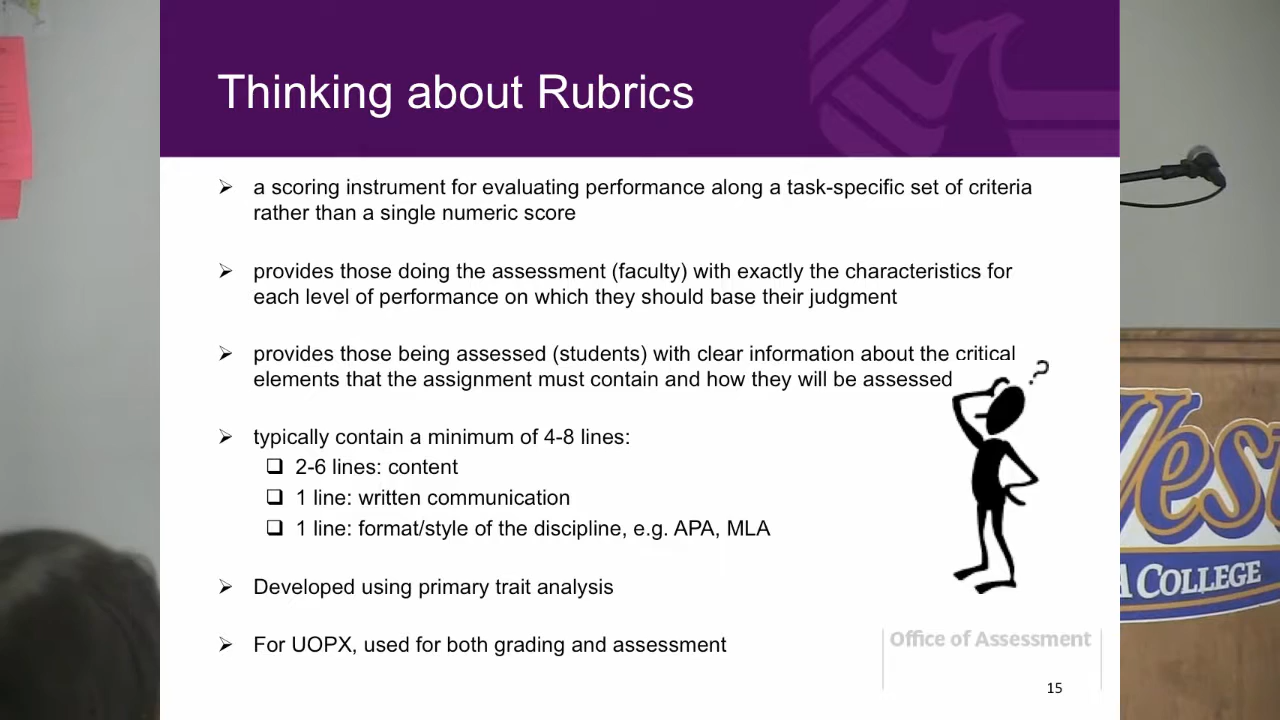 Thinking about Rubrics
a scoring instrument for evaluating performance along a task-specific set of criteria
rather than a single numeric score
provides those doing the assessment (faculty) with exactly the characteristics for
each level of performance on which they should base their judgment
provides those being assessed (students) with clear information about the critical
elements that the assignment must contain and how they will be assessed
?
typically contain a minimum of 4-8 lines:
2-6 lines: content
1 line: written communication
1 line: format/style of the discipline, e.g. APA, MLA
Developed using primary trait analysis
For UOPX, used for both grading and assessment
Office of Assessment
15
West
A COLLEGE